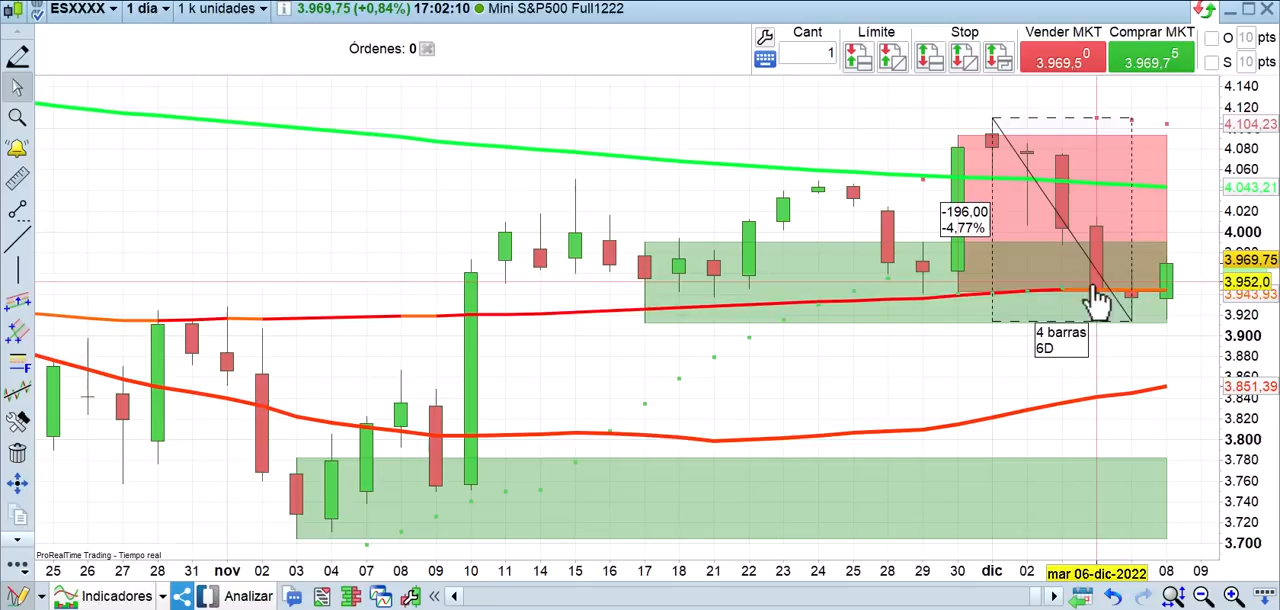 ESXXXX 1 día 1 k unidades 3.969,75 (+0,84%) 17:02:10 Mini S&P500 Full1222
Órdenes: 0
Cant Límite Stop Vender MKT Comprar MKT O 10 pts
1 3.969,5 0 3.969,7 5 S 10 pts
4.140
4.120
4.104,23
4.080
4.060
4.043,21
4.020
4.000
3.969,75
3.952,0
3.943,93
3.920
3.900
3.880
3.860
3.851,39
3.840
3.820
3.800
3.780
3.760
3.740
3.720
3.700
-196,00
-4,77%
4 barras
6D
ProRealTime Trading - Tiempo real
25 26 27 28 31 nov 02 03 04 07 08 09 10 11 14 15 16 17 18 21 22 23 24 25 28 29 30 dic 02 mar 06-dic-2022 08 09
Indicadores Analizar